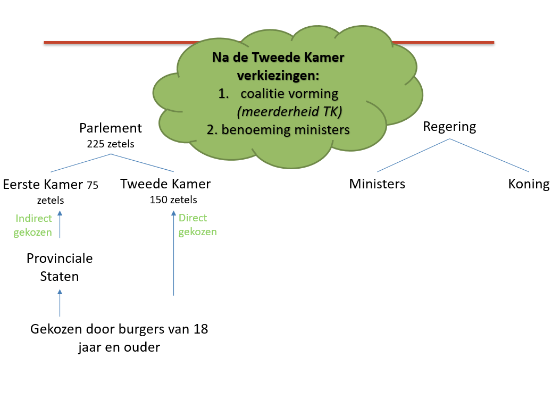 Na de Tweede Kamer
verkiezingen:
1. coalitie vorming
(meerderheid TK)
2. benoeming ministers
Parlement
225 zetels
Regering
Eerste Kamer 75
zetels
Tweede Kamer
150 zetels
Ministers
Koning
Indirect
gekozen
Direct
gekozen
Provinciale
Staten
Gekozen door burgers van 18
jaar en ouder